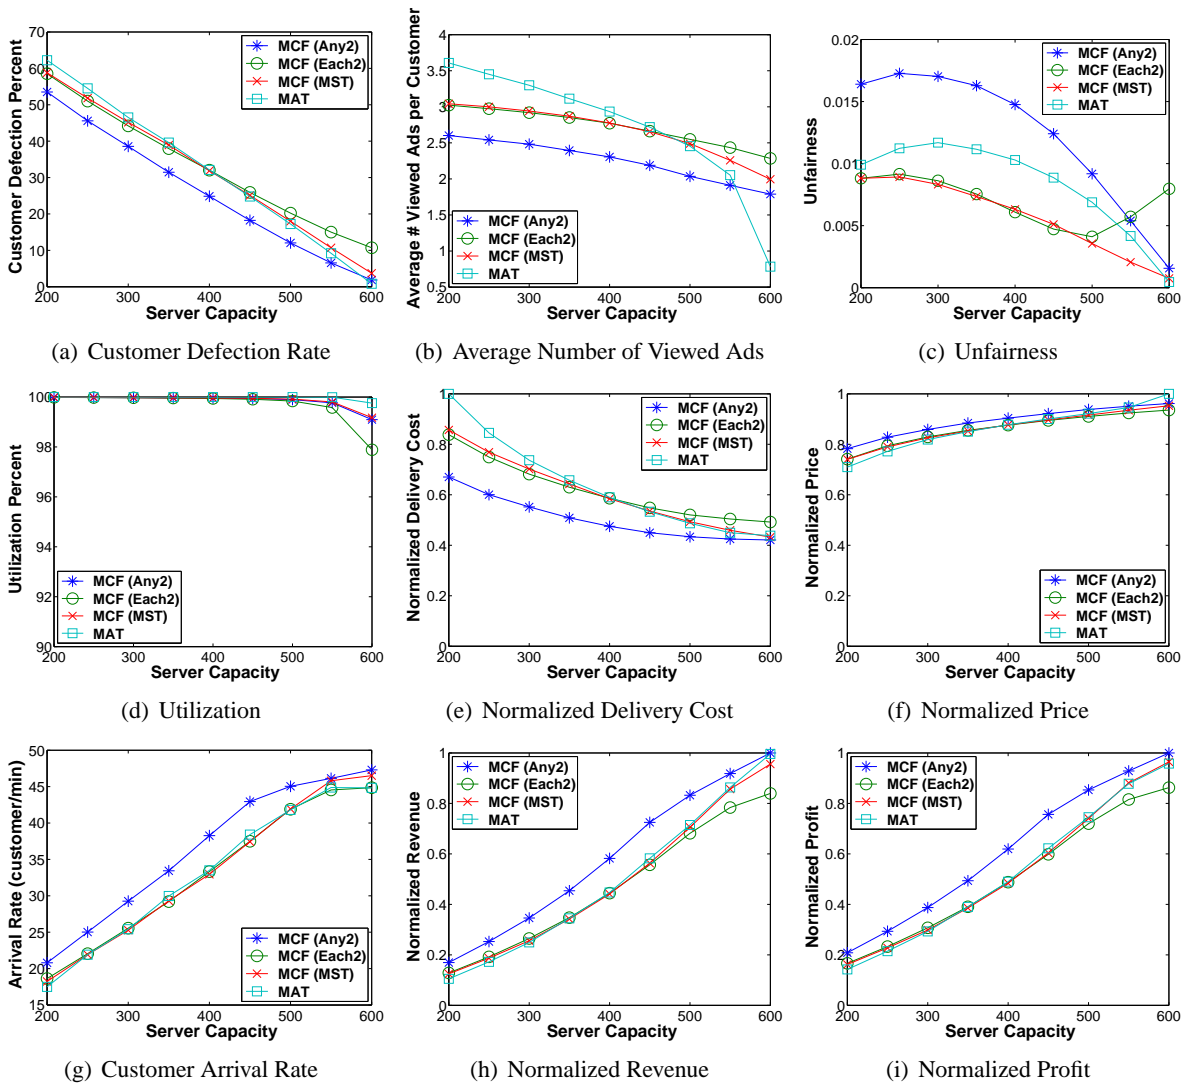 Customer Defection Percent
70
60
50
40
30
20
10
0
200 300 400 500 600
Server Capacity
MCF (Any2)
MCF (Each2)
MCF (MST)
MAT
(a) Customer Defection Rate
Average # Viewed Ads per Customer
4
3.5
3
2.5
2
1.5
1
0.5
200 300 400 500 600
Server Capacity
MCF (Any2)
MCF (Each2)
MCF (MST)
MAT
(b) Average Number of Viewed Ads
Unfairness
0.02
0.015
0.01
0.005
0
200 300 400 500 600
Server Capacity
MCF (Any2)
MCF (Each2)
MCF (MST)
MAT
(c) Unfairness
Utilization Percent
100
98
96
94
92
90
200 300 400 500 600
Server Capacity
MCF (Any2)
MCF (Each2)
MCF (MST)
MAT
(d) Utilization
Normalized Delivery Cost
1
0.8
0.6
0.4
0.2
0
200 300 400 500 600
Server Capacity
MCF (Any2)
MCF (Each2)
MCF (MST)
MAT
(e) Normalized Delivery Cost
Normalized Price
1
0.8
0.6
0.4
0.2
0
200 300 400 500 600
Server Capacity
MCF (Any2)
MCF (Each2)
MCF (MST)
MAT
(f) Normalized Price
Arrival Rate (customer/min)
50
45
40
35
30
25
20
15
200 300 400 500 600
Server Capacity
MCF (Any2)
MCF (Each2)
MCF (MST)
MAT
(g) Customer Arrival Rate
Normalized Revenue
1
0.8
0.6
0.4
0.2
0
200 300 400 500 600
Server Capacity
MCF (Any2)
MCF (Each2)
MCF (MST)
MAT
(h) Normalized Revenue
Normalized Profit
1
0.8
0.6
0.4
0.2
0
200 300 400 500 600
Server Capacity
MCF (Any2)
MCF (Each2)
MCF (MST)
MAT
(i) Normalized Profit